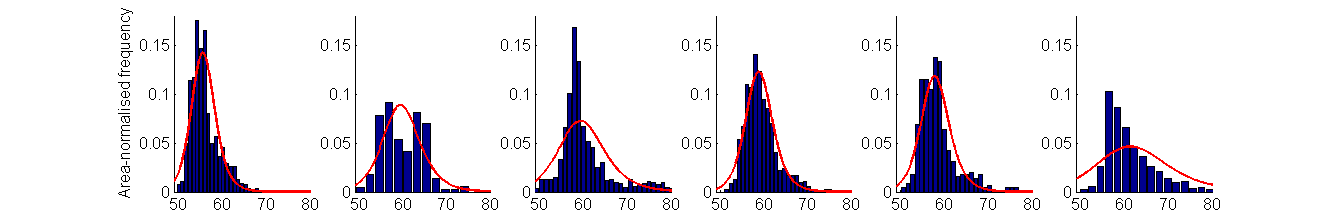 Area-normalised frequency
0.15 0.15 0.15 0.15 0.15 0.15
0.1 0.1 0.1 0.1 0.1 0.1
0.05 0.05 0.05 0.05 0.05 0.05
0 0 0 0 0 0
50 60 70 80 50 60 70 80 50 60 70 80 50 60 70 80 50 60 70 80 50 60 70 80